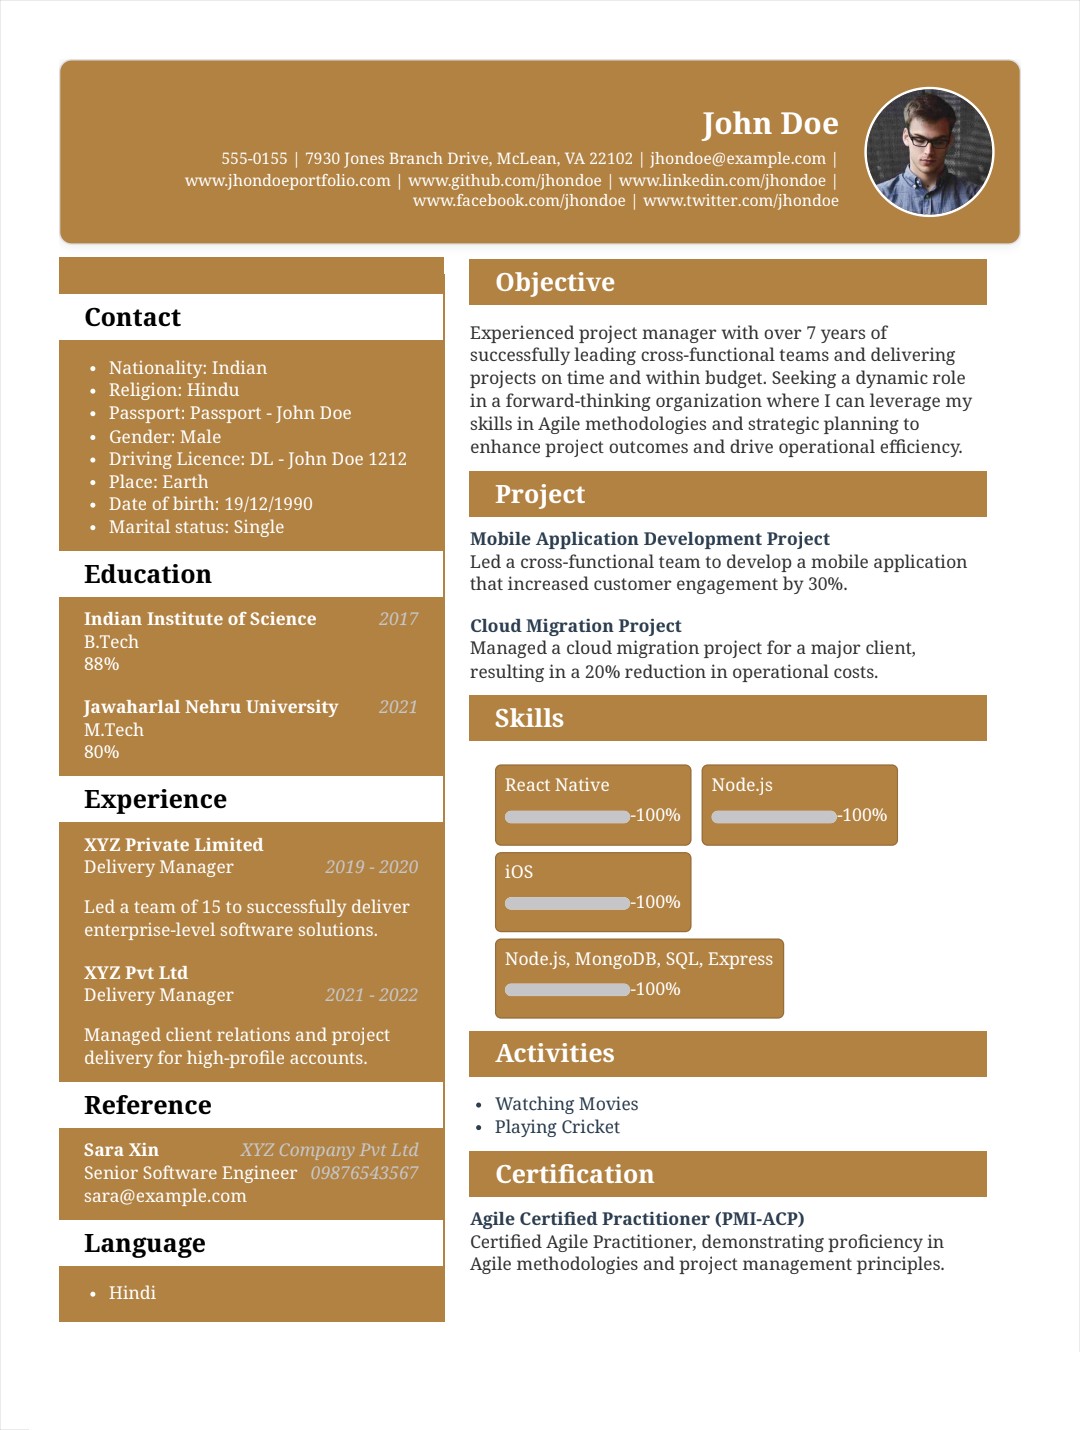 John Doe
555-0155 | 7930 Jones Branch Drive, McLean, VA 22102 | jhondoe@example.com |
www.jhondoeportfolio.com | www.github.com/jhondoe | www.linkedin.com/jhondoe |
www.facebook.com/jhondoe | www.twitter.com/jhondoe
Contact
• Nationality: Indian
• Religion: Hindu
• Passport: Passport - John Doe
• Gender: Male
• Driving Licence: DL - John Doe 1212
• Place: Earth
• Date of birth: 19/12/1990
• Marital status: Single
Education
Indian Institute of Science 2017
B.Tech
88%
Jawaharlal Nehru University 2021
M.Tech
80%
Experience
XYZ Private Limited
Delivery Manager 2019 - 2020
Led a team of 15 to successfully deliver
enterprise-level software solutions.
XYZ Pvt Ltd
Delivery Manager 2021 - 2022
Managed client relations and project
delivery for high-profile accounts.
Reference
Sara Xin XYZ Company Pvt Ltd
Senior Software Engineer 09876543567
sara@example.com
Language
• Hindi
Objective
Experienced project manager with over 7 years of
successfully leading cross-functional teams and delivering
projects on time and within budget. Seeking a dynamic role
in a forward-thinking organization where I can leverage my
skills in Agile methodologies and strategic planning to
enhance project outcomes and drive operational efficiency.
Project
Mobile Application Development Project
Led a cross-functional team to develop a mobile application
that increased customer engagement by 30%.
Cloud Migration Project
Managed a cloud migration project for a major client,
resulting in a 20% reduction in operational costs.
Skills
React Native
-100%
Node.js
-100%
iOS
-100%
Node.js, MongoDB, SQL, Express
-100%
Activities
• Watching Movies
• Playing Cricket
Certification
Agile Certified Practitioner (PMI-ACP)
Certified Agile Practitioner, demonstrating proficiency in
Agile methodologies and project management principles.